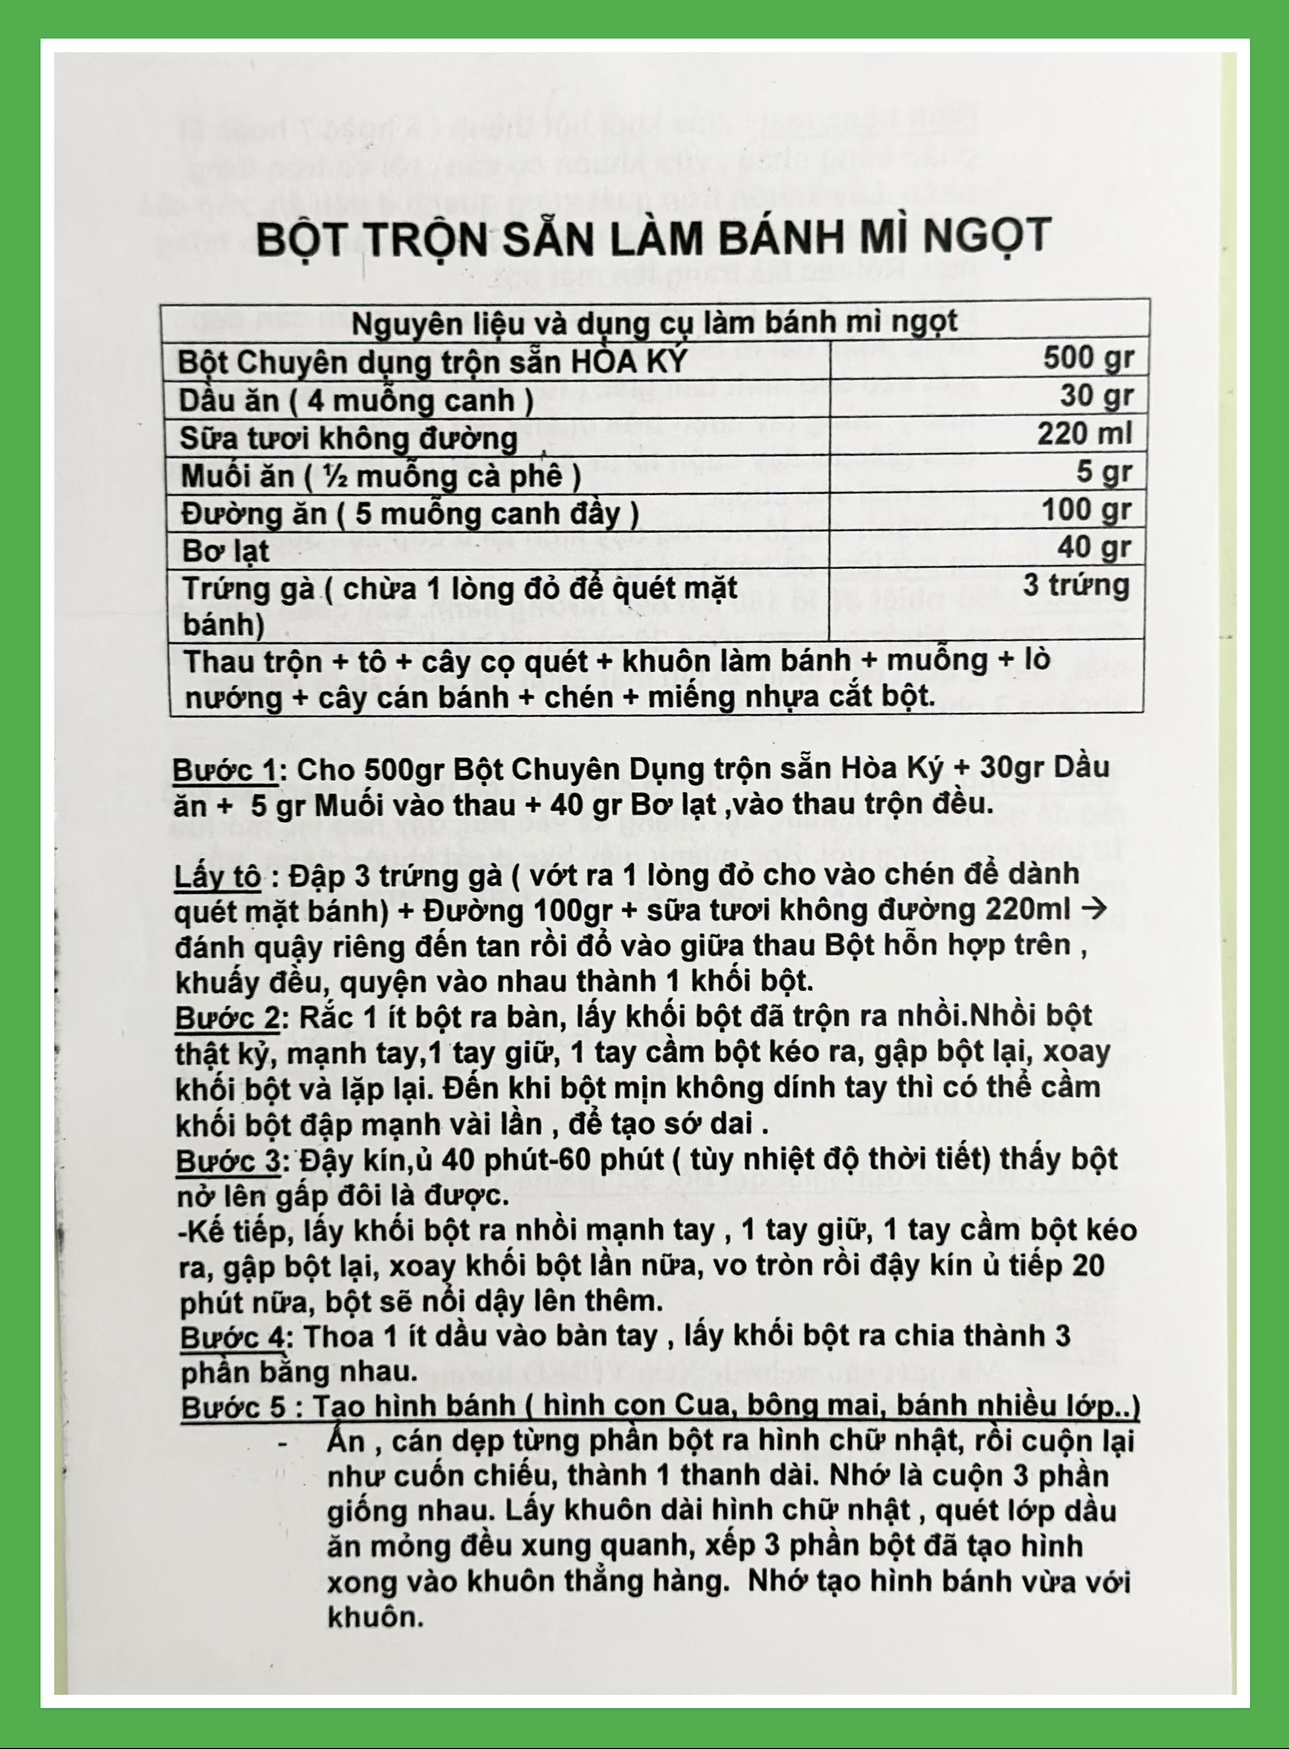 BỘT TRỘN SẴN LÀM BÁNH MÌ NGỌT
Nguyên liệu và dụng cụ làm bánh mì ngọt
Bột Chuyên dụng trộn sẵn HÒA KÝ 500 gr
Dầu ăn ( 4 muỗng canh ) 30 gr
Sữa tươi không đường 220 ml
Muối ăn ( ½ muỗng cà phê ) 5 gr
Đường ăn ( 5 muỗng canh đầy ) 100 gr
Bơ lạt 40 gr
Trứng gà ( chừa 1 lòng đỏ để quét mặt 3 trứng
bánh)
Thau trộn + tô + cây cọ quét + khuôn làm bánh + muỗng + lò
nướng + cây cán bánh + chén + miếng nhựa cắt bột.
Bước 1: Cho 500gr Bột Chuyên Dụng trộn sẵn Hòa Ký + 30gr Dầu
ăn + 5 gr Muối vào thau + 40 gr Bơ lạt ,vào thau trộn đều.
Lấy tô : Đập 3 trứng gà ( vớt ra 1 lòng đỏ cho vào chén để dành
quét mặt bánh) + Đường 100gr + sữa tươi không đường 220ml →
đánh quậy riêng đến tan rồi đổ vào giữa thau Bột hỗn hợp trên ,
khuấy đều, quyện vào nhau thành 1 khối bột.
Bước 2: Rắc 1 ít bột ra bàn, lấy khối bột đã trộn ra nhồi.Nhồi bột
thật kỷ, mạnh tay,1 tay giữ, 1 tay cầm bột kéo ra, gập bột lại, xoay
khối bột và lặp lại. Đến khi bột mịn không dính tay thì có thể cầm
khối bột đập mạnh vài lần , để tạo sớ dai .
Bước 3: Đậy kín,ủ 40 phút-60 phút ( tùy nhiệt độ thời tiết) thấy bột
nở lên gấp đôi là được.
-Kế tiếp, lấy khối bột ra nhồi mạnh tay , 1 tay giữ, 1 tay cầm bột kéo
ra, gập bột lại, xoay khối bột lần nữa, vo tròn rồi đậy kín ủ tiếp 20
phút nữa, bột sẽ nổi dậy lên thêm.
Bước 4: Thoa 1 ít dầu vào bàn tay , lấy khối bột ra chia thành 3
phần bằng nhau.
Bước 5 : Tạo hình bánh ( hình con Cua, bông mai, bánh nhiều lớp..)
- Ấn , cán dẹp từng phần bột ra hình chữ nhật, rồi cuộn lại
như cuốn chiếu, thành 1 thanh dài. Nhớ là cuộn 3 phần
giống nhau. Lấy khuôn dài hình chữ nhật , quét lớp dầu
ăn mỏng đều xung quanh, xếp 3 phần bột đã tạo hình
xong vào khuôn thẳng hàng. Nhớ tạo hình bánh vừa với
khuôn.